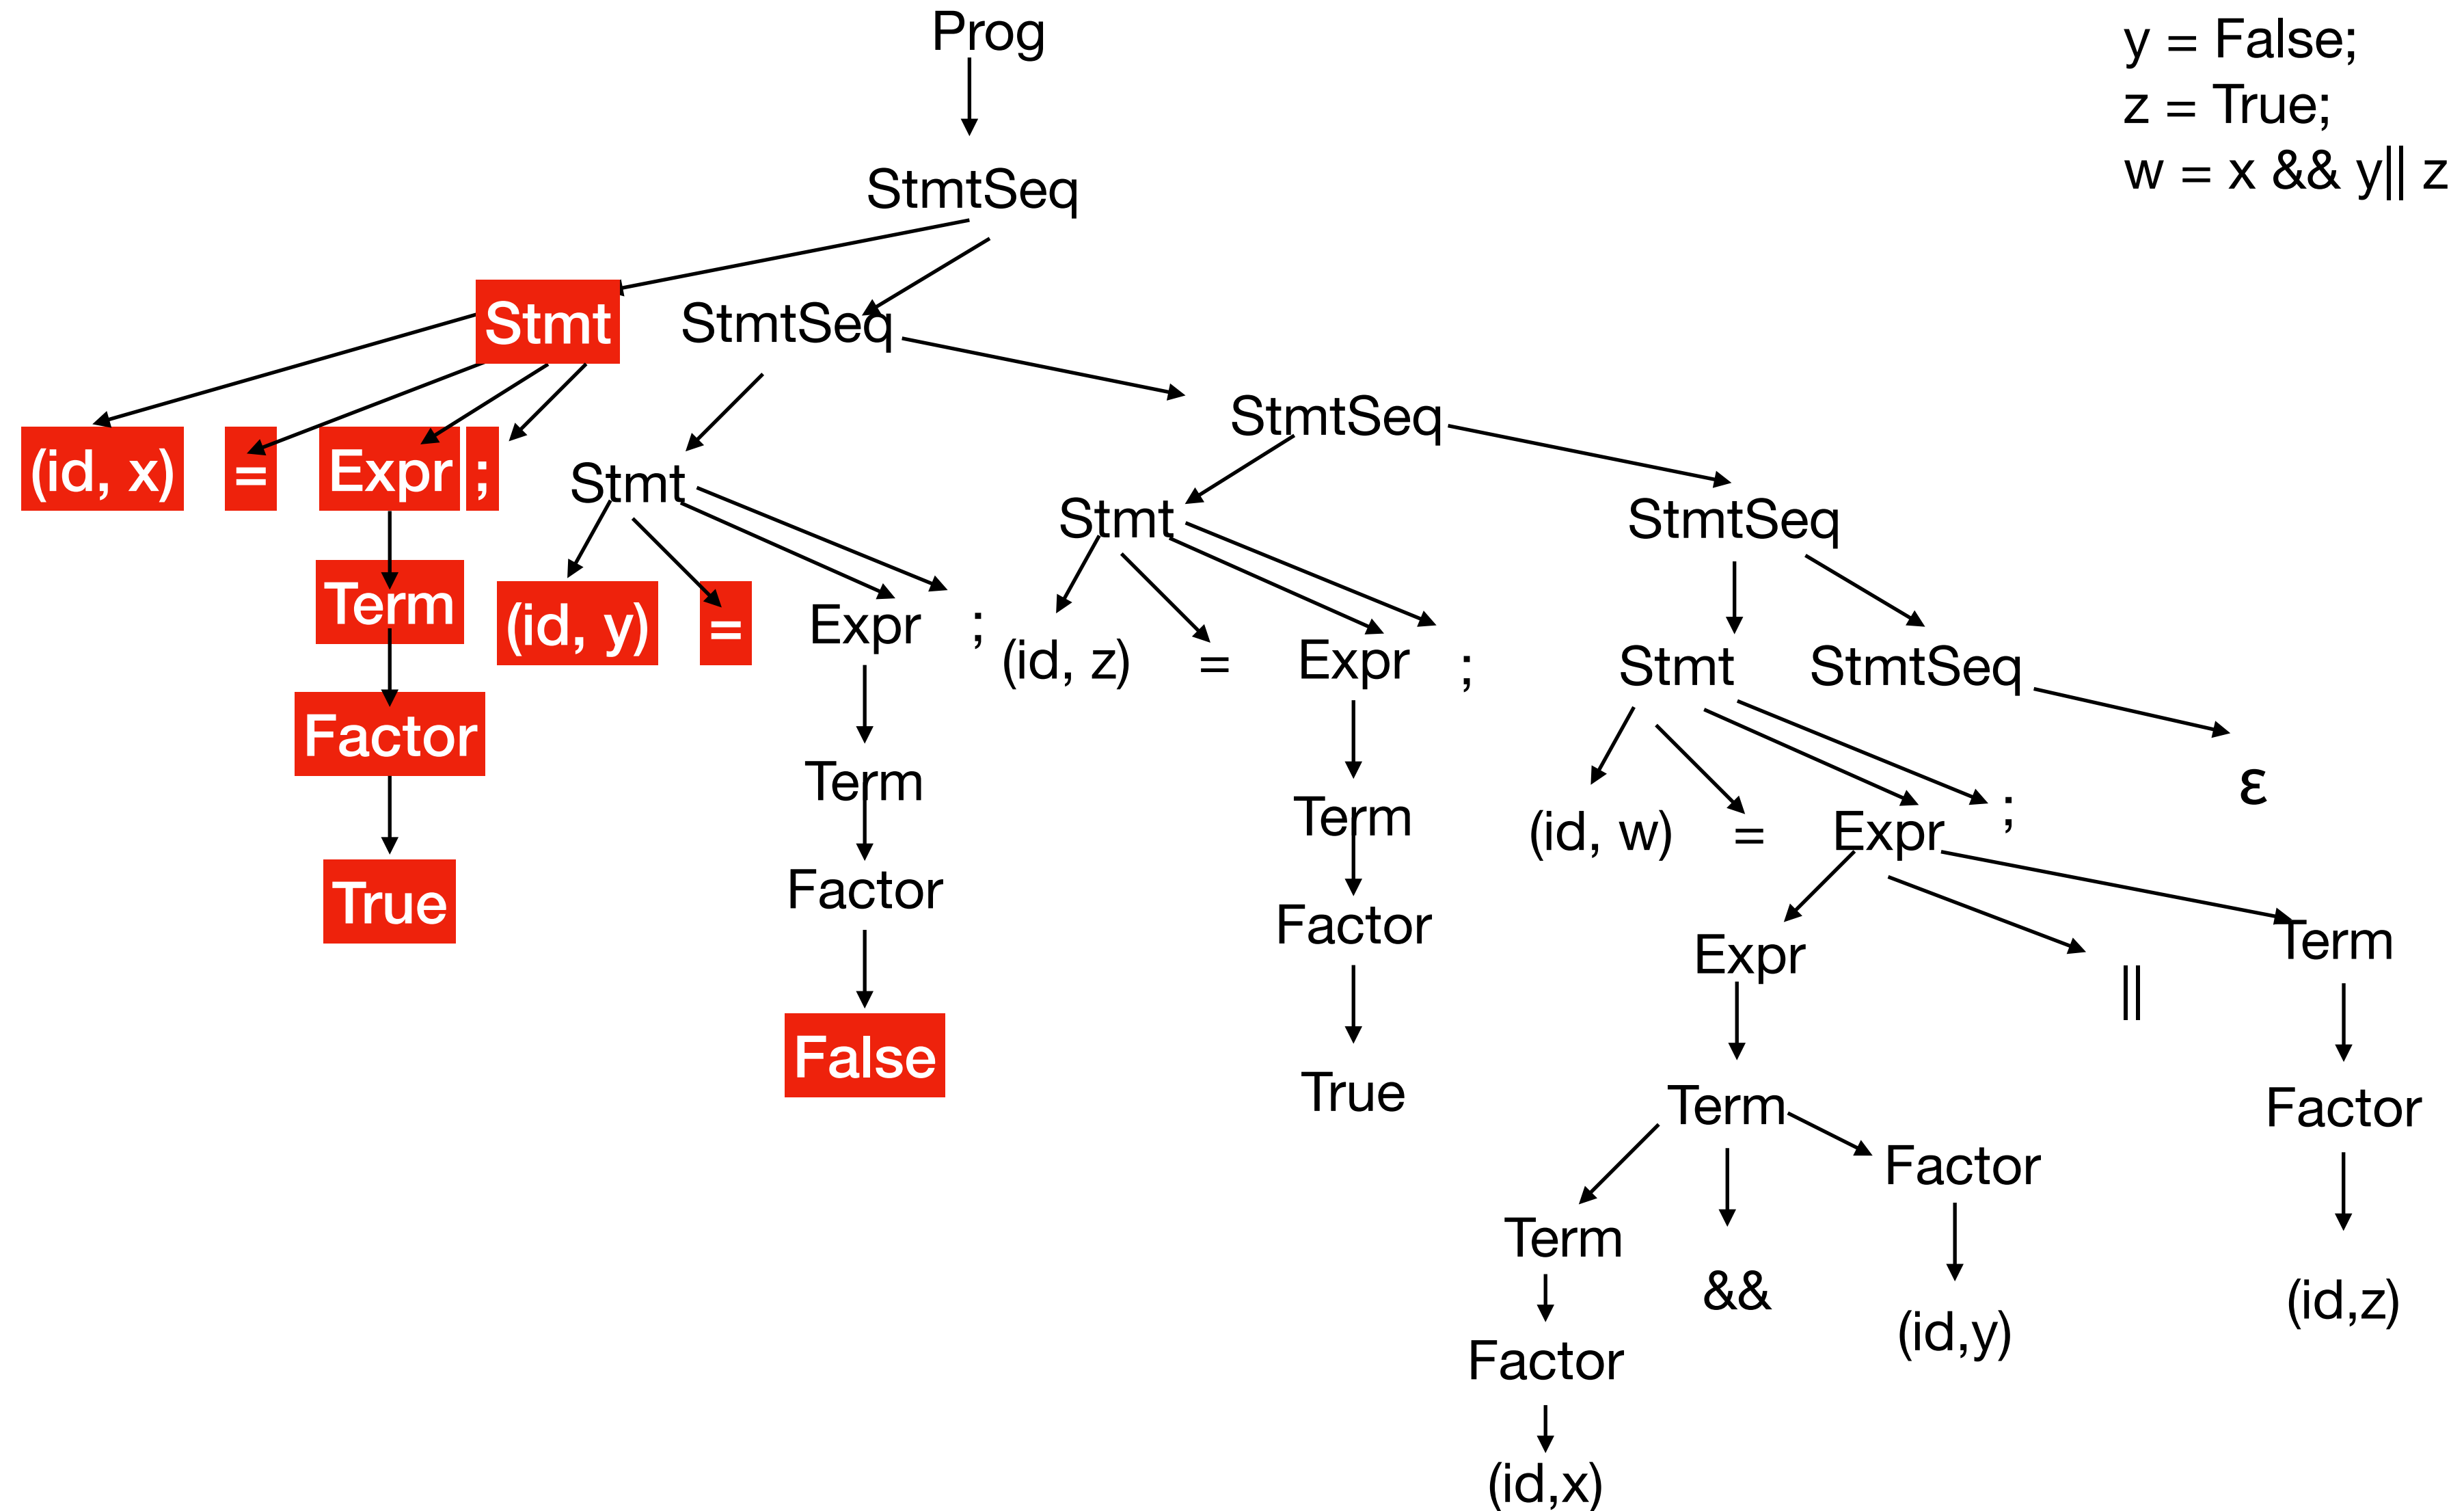 Prog
y = False;
z = True;
w = x && y|| z
StmtSeq
Stmt
StmtSeq
StmtSeq
(id, x) = Expr ;
Stmt
Stmt
StmtSeq
Term
(id, y) = Expr ;
(id, z) = Expr ;
Stmt
StmtSeq
Factor
Term
Term
ε
(id, w) = Expr ;
True
Factor
Factor
Expr
||
Term
False
True
Term
Factor
Factor
Term
&&
(id,y)
(id,z)
Factor
(id,x)